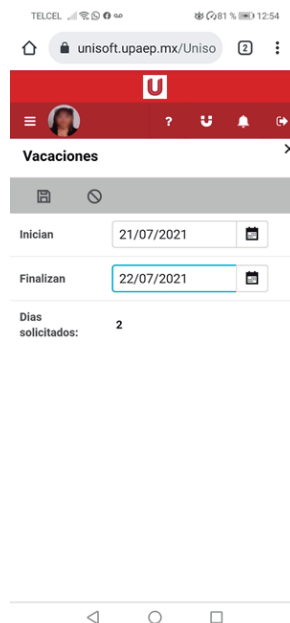 TELCEL 81 % 12:54
unisoft.upaep.mx/Uniso 2
U
?
Vacaciones
Inician 21/07/2021
Finalizan 22/07/2021
Dias
solicitados: 2